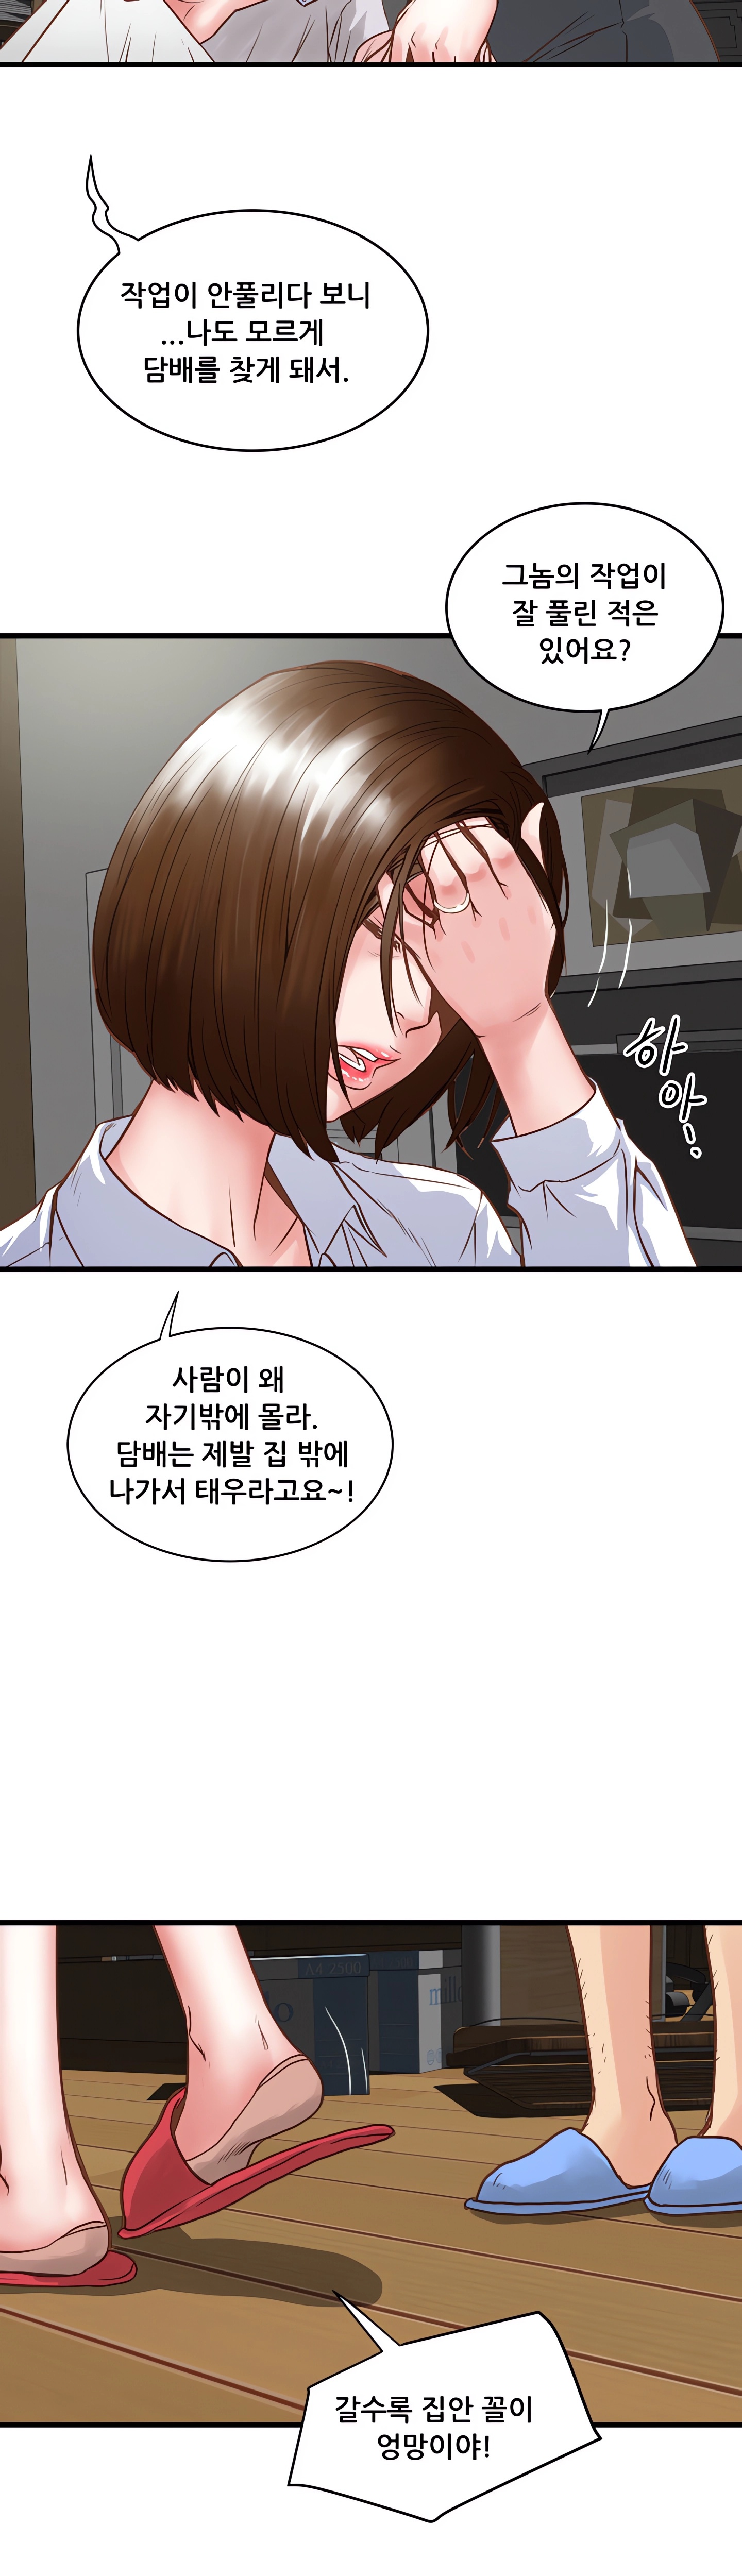 작업이 안풀리다 보니
...나도 모르게
담배를 찾게 돼서.
그놈의 작업이
잘 풀린 적은
있어요?
하
아..
사람이 왜
자기밖에 몰라.
담배는 제발 집 밖에
나가서 태우라고요~!
A4 2500
갈수록 집안 꼴이
엉망이야!